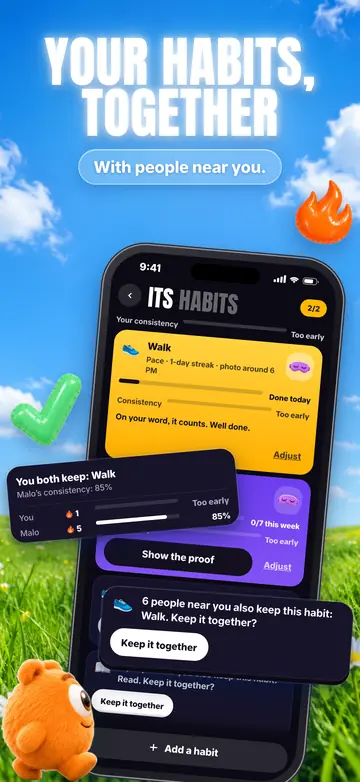 YOUR HABITS,
TOGETHER
With people near you.
9:41
ITS HABITS
2/2
Your consistency
Too early
Walk
Pace · 1-day streak · photo around 6
PM
Done today
Consistency
Too early
On your word, it counts. Well done.
Adjust
You both keep: Walk
Malo's consistency: 85%
You
1
Too early
Malo
5
85%
0/7 this week
Too early
Show the proof
Adjust
6 people near you also keep this habit:
Walk. Keep it together?
Keep it together
Read. Keep it together?
Keep it together
+ Add a habit